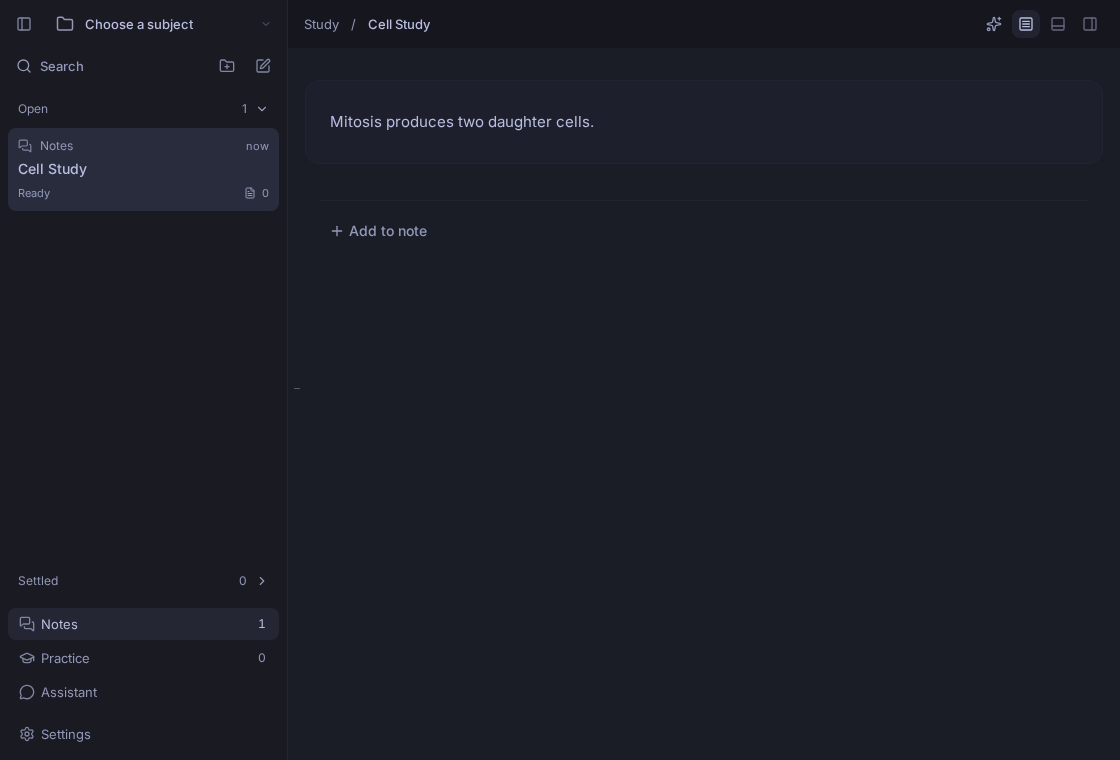 Choose a subject
Search
Open 1
Notes now
Cell Study
Ready 0
Settled 0
Notes 1
Practice 0
Assistant
Settings
Study / Cell Study
Mitosis produces two daughter cells.
Add to note